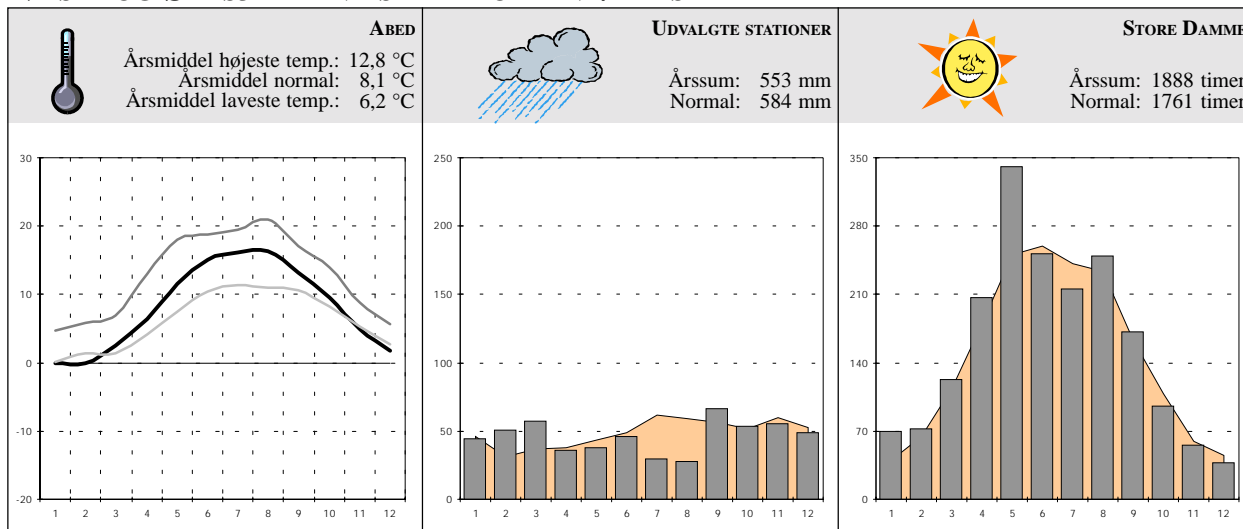 ABED
Årsmiddel højeste temp.: 12,8 °C
Årsmiddel normal: 8,1 °C
Årsmiddel laveste temp.: 6,2 °C
UDVALGTE STATIONER
Årssum: 553 mm
Normal: 584 mm
STORE DAMME
Årssum: 1888 timer
Normal: 1761 timer
30
20
10
0
-10
-20
1 2 3 4 5 6 7 8 9 10 11 12
250
200
150
100
50
0
1 2 3 4 5 6 7 8 9 10 11 12
350
280
210
140
70
0
1 2 3 4 5 6 7 8 9 10 11 12